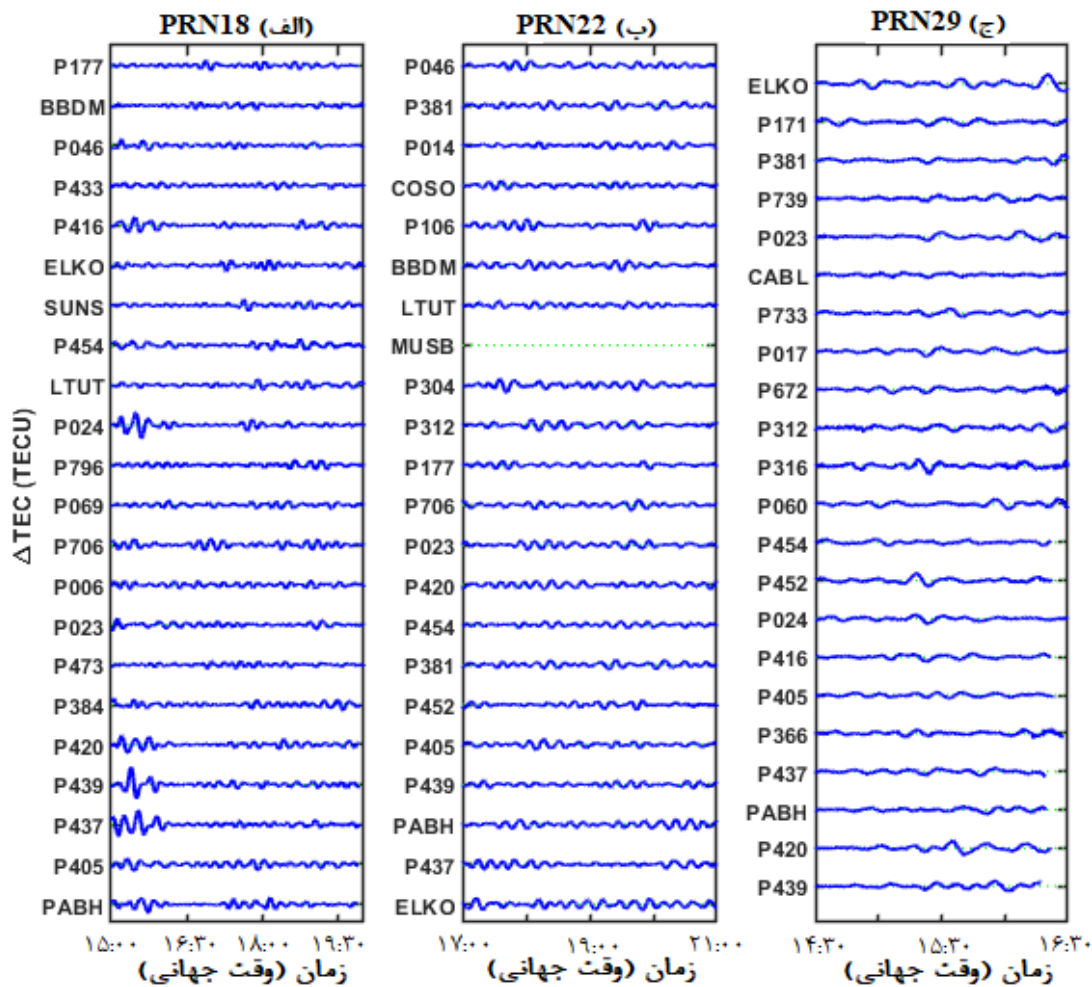 PRN18 (الف)
P177
BBDM
P046
P433
P416
ELKO
SUNS
P454
LTUT
P024
P796
P069
P706
P006
P023
P473
P384
P420
P439
P437
P405
PABH
ΔTEC (TECU)
۱۵:۰۰ ۱۶:۳۰ ۱۸:۰۰ ۱۹:۳۰
زمان (وقت جهانی)
PRN22 (ب)
P046
P381
P014
COSO
P106
BBDM
LTUT
MUSB
P304
P312
P177
P706
P023
P420
P454
P381
P452
P405
P439
PABH
P437
ELKO
۱۷:۰۰ ۱۹:۰۰ ۲۱:۰۰
زمان (وقت جهانی)
PRN29 (ج)
ELKO
P171
P381
P739
P023
CABL
P733
P017
P672
P312
P316
P060
P454
P452
P024
P416
P405
P366
P437
PABH
P420
P439
۱۴:۳۰ ۱۵:۳۰ ۱۶:۳۰
زمان (وقت جهانی)